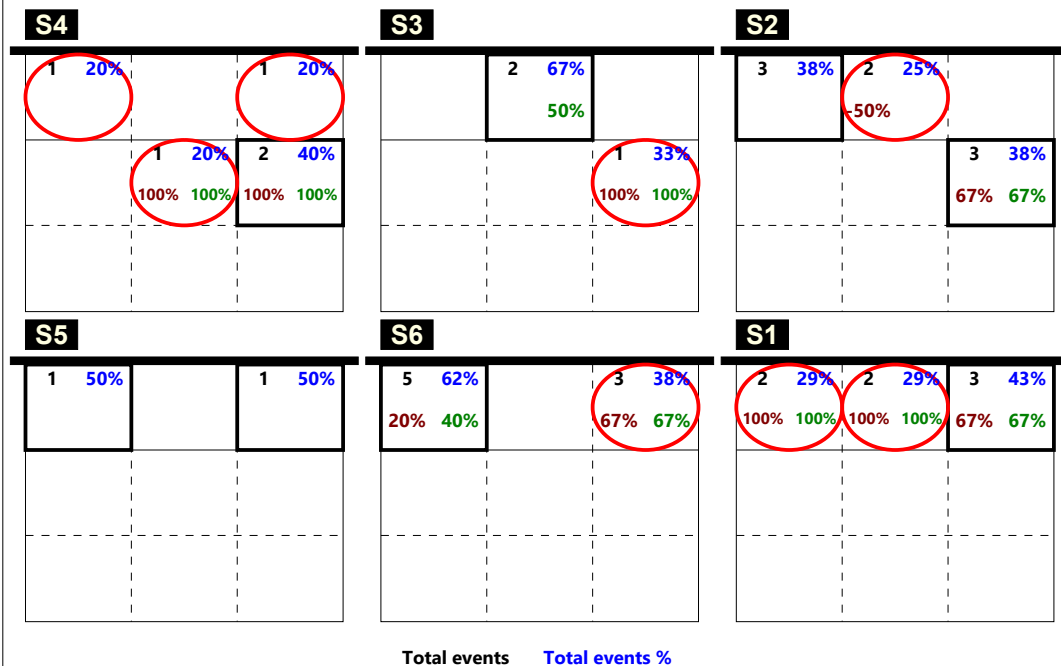 S4 S3 S2
1 20% 1 20% 2 67% 3 38% 2 25%
50% -50%
1 20% 2 40% 1 33% 3 38%
100% 100% 100% 100% 100% 100% 67% 67%
S5 S6 S1
1 50% 1 50% 5 62% 3 38% 2 29% 2 29% 3 43%
20% 40% 67% 67% 100% 100% 100% 100% 67% 67%
Total events Total events %